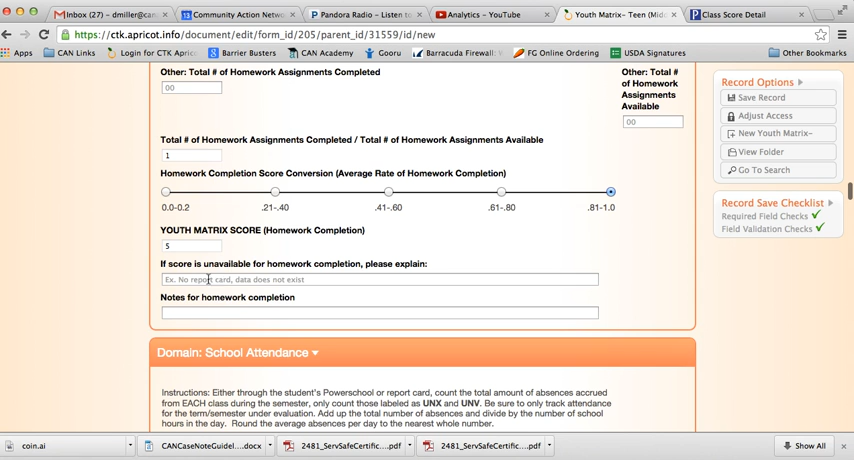 Inbox (2) - dmiller@can
Community Action Netw
Pandora Radio - Listen to
Analytics - YouTube
Youth Matrix- Teen (Midd
Class Score Detail
https://ctk.apricot.info/document/edit/form_id/205/parent_id/31559/id/new
Apps
CAN Links
Login for CTK Aprico
Barrier Busters
CAN Academy
Gooru
Barracuda Firewall:
FG Online Ordering
USDA Signatures
Other Bookmarks
Other: Total # of Homework Assignments Completed
00
Other: Total #
of Homework
Assignments
Available
00
Total # of Homework Assignments Completed / Total # of Homework Assignments Available
1
Homework Completion Score Conversion (Average Rate of Homework Completion)
0.0-0.2 .21-.40 .41-.60 .61-.80 .81-1.0
YOUTH MATRIX SCORE (Homework Completion)
5
If score is unavailable for homework completion, please explain:
Ex. No report card, data does not exist
Notes for homework completion
Domain: School Attendance
Instructions: Either through the student's Powerschool or report card, count the total amount of absences accrued
from EACH class during the semester, only count those labeled as UNX and UNV. Be sure to only track attendance
for the term/semester under evaluation. Add up the total number of absences and divide by the number of school
hours in the day. Round the average absences per day to the nearest whole number.
Record Options
Save Record
Adjust Access
New Youth Matrix-
View Folder
Go To Search
Record Save Checklist
Required Field Checks
Field Validation Checks
coin.ai
CANCaseNoteGuidel....docx
2481_ServSafeCertific....pdf
2481_ServSafeCertific....pdf
Show All